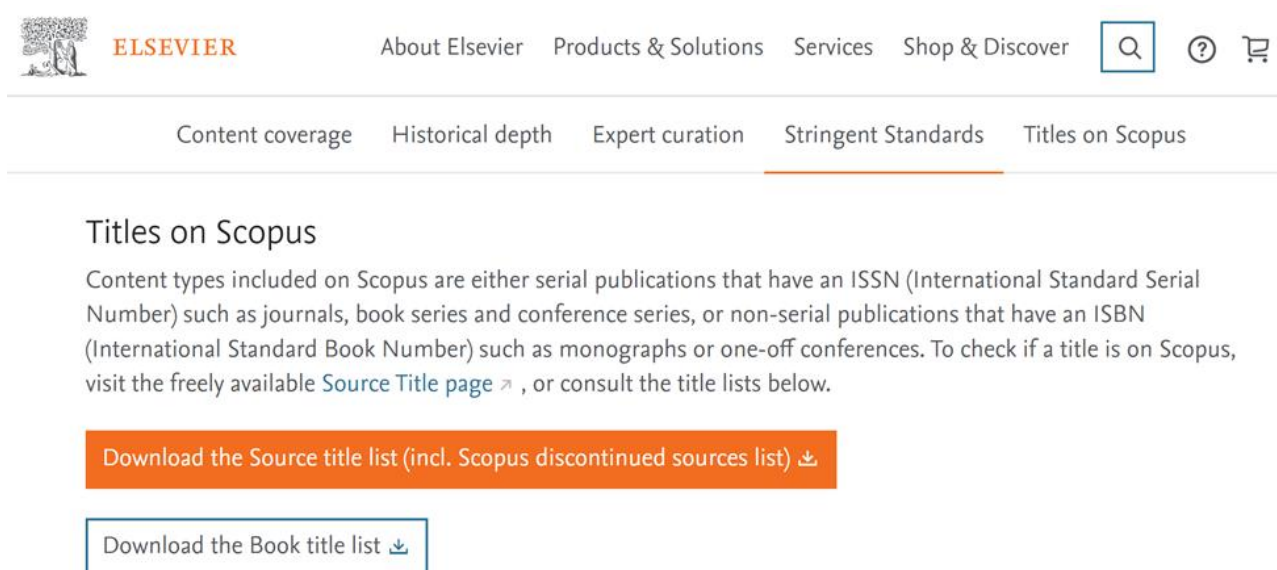 ELSEVIER About Elsevier Products & Solutions Services Shop & Discover
Content coverage Historical depth Expert curation Stringent Standards Titles on Scopus
Titles on Scopus
Content types included on Scopus are either serial publications that have an ISSN (International Standard Serial
Number) such as journals, book series and conference series, or non-serial publications that have an ISBN
(International Standard Book Number) such as monographs or one-off conferences. To check if a title is on Scopus,
visit the freely available Source Title page ↗ , or consult the title lists below.
Download the Source title list (incl. Scopus discontinued sources list)
Download the Book title list